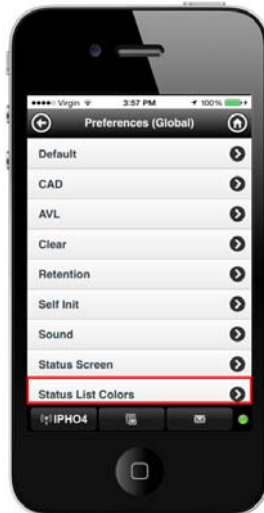 Virgin 3:57 PM 100%
Preferences (Global)
Default
CAD
AVL
Clear
Retention
Self Init
Sound
Status Screen
Status List Colors
IPHO4